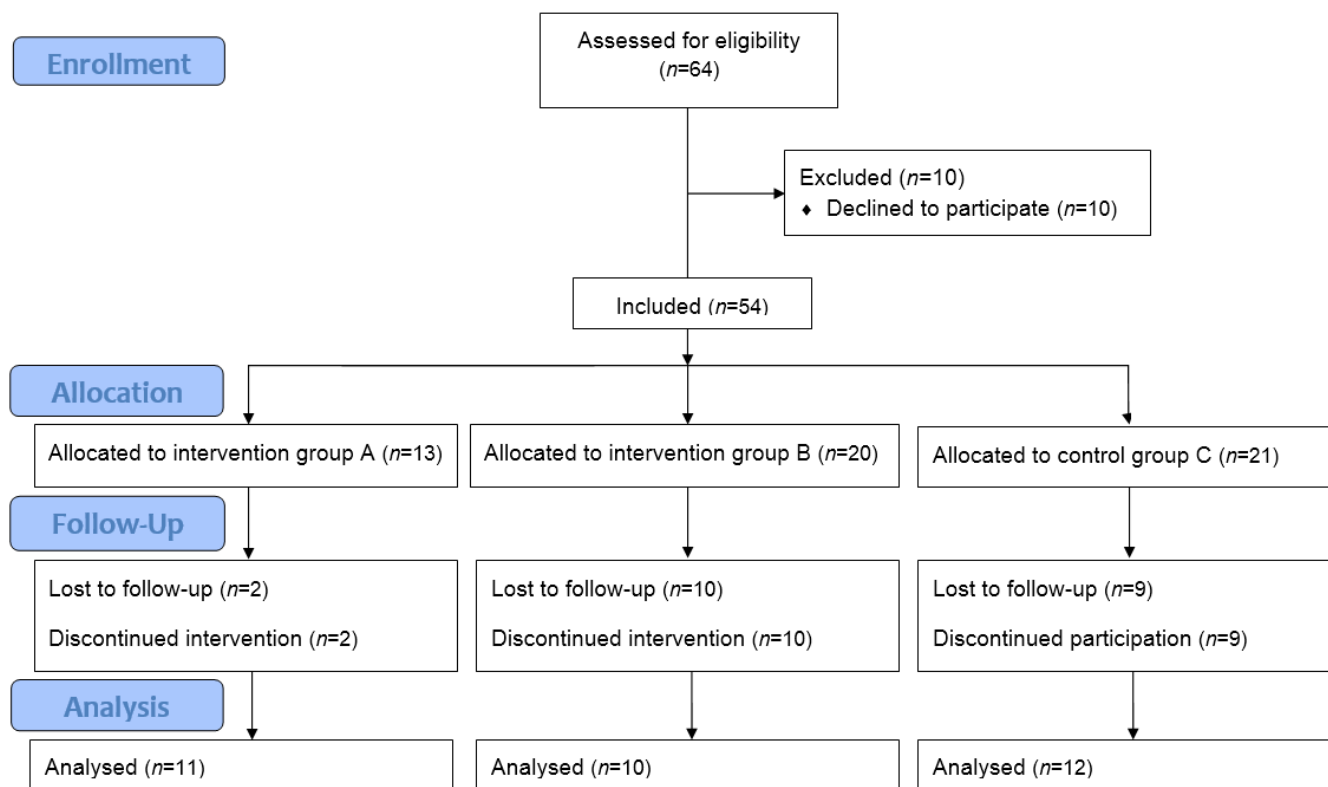 Enrollment
Assessed for eligibility
(n=64)
Excluded (n=10)
♦ Declined to participate (n=10)
Included (n=54)
Allocation
Allocated to intervention group A (n=13)
Allocated to intervention group B (n=20)
Allocated to control group C (n=21)
Follow-Up
Lost to follow-up (n=2)
Discontinued intervention (n=2)
Lost to follow-up (n=10)
Discontinued intervention (n=10)
Lost to follow-up (n=9)
Discontinued participation (n=9)
Analysis
Analysed (n=11)
Analysed (n=10)
Analysed (n=12)